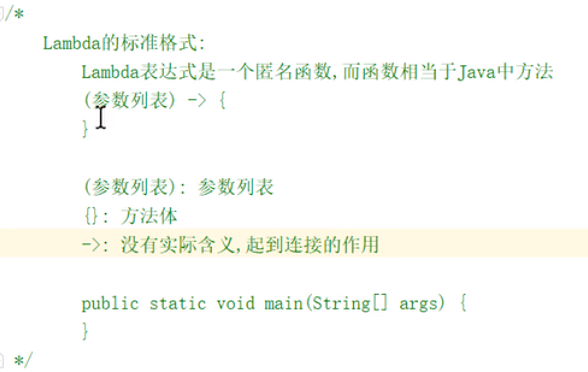 /*
Lambda的标准格式:
Lambda表达式是一个匿名函数,而函数相当于Java中方法
(参数列表) -> {
}
(参数列表): 参数列表
{}: 方法体
->: 没有实际含义,起到连接的作用
public static void main(String[] args) {
}
*/